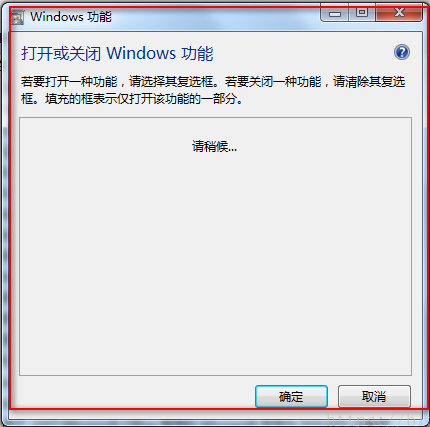 Windows 功能
打开或关闭 Windows 功能
若要打开一种功能，请选择其复选框。若要关闭一种功能，请清除其复选
框。填充的框表示仅打开该功能的一部分。
请稍候...
确定
取消